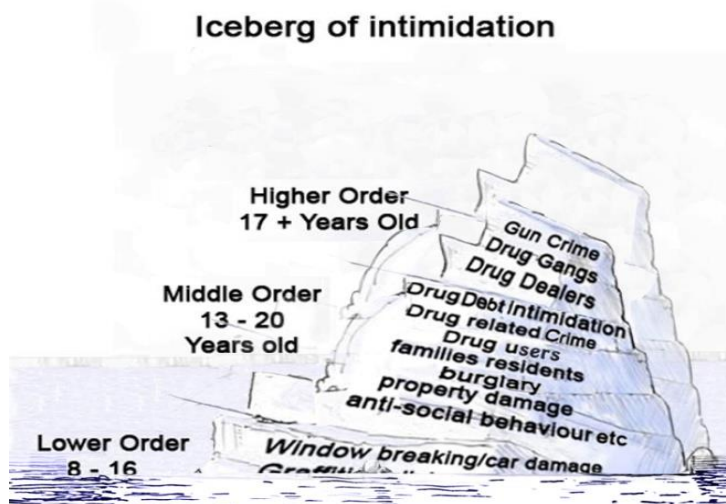 Iceberg of intimidation
Higher Order
17 + Years Old
Gun Crime
Drug Gangs
Drug Dealers
Middle Order
13 - 20
Years old
Drug Debt Intimidation
Drug related Crime
Drug users
families residents
burglary
property damage
anti-social behaviour etc
Lower Order
8 - 16
Window breaking/car damage